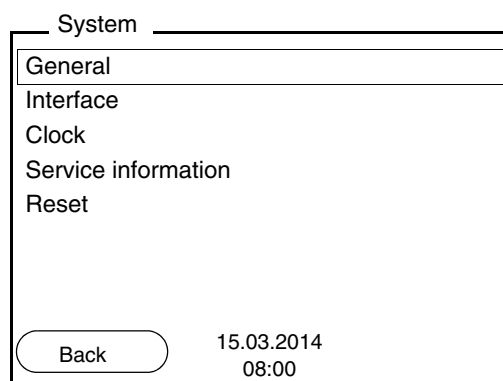 System
General
Interface
Clock
Service information
Reset
Back
15.03.2014
08:00